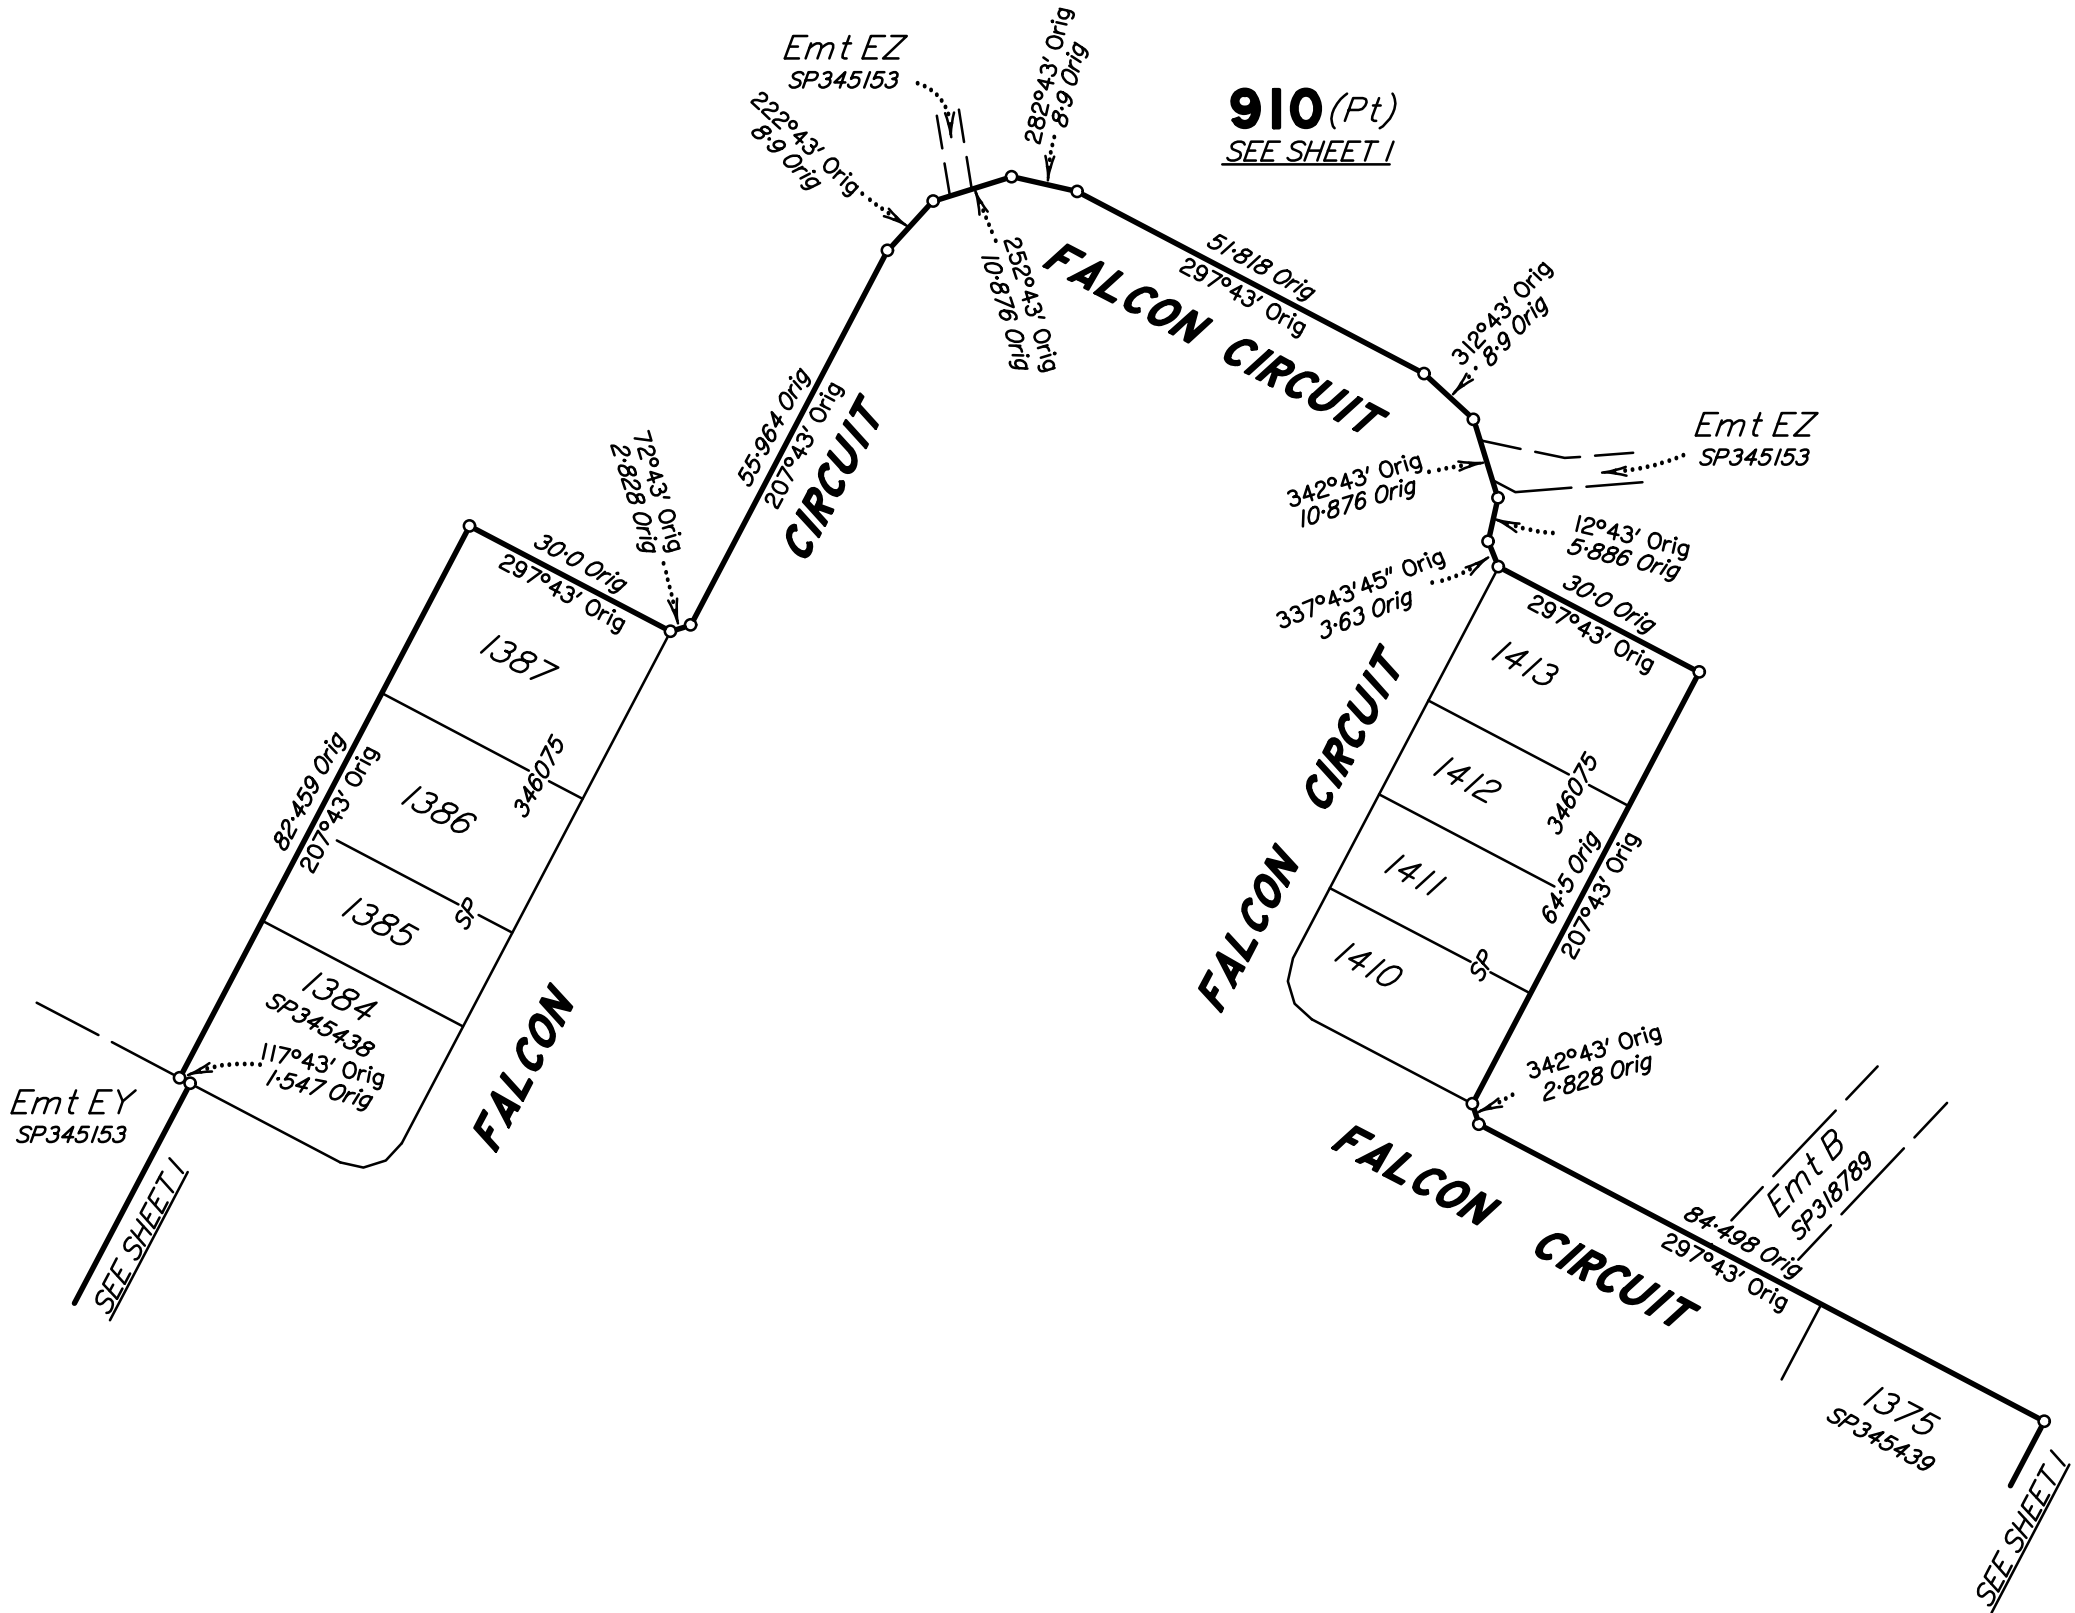 Emt EZ
SP345153
282°43' Orig
8·9 Orig
910 (Pt)
SEE SHEET 1
222°43' Orig
8·9 Orig
252°43' Orig
10·876 Orig
51·818 Orig
297°43' Orig
FALCON CIRCUIT
312°43' Orig
8·9 Orig
Emt EZ
SP345153
342°43' Orig
10·876 Orig
12°43' Orig
5·886 Orig
337°43'45" Orig
3·63 Orig
55·964 Orig
207°43' Orig
CIRCUIT
72°43' Orig
2·828 Orig
30·0 Orig
297°43' Orig
1387
1386
346075
1385
SP
82·459 Orig
207°43' Orig
1384
SP345438
117°43' Orig
1·547 Orig
FALCON
Emt EY
SP345153
SEE SHEET 1
30·0 Orig
297°43' Orig
1413
1412
346075
1411
SP
1410
64·5 Orig
207°43' Orig
FALCON CIRCUIT
342°43' Orig
2·828 Orig
FALCON CIRCUIT
Emt B
SP318789
84·498 Orig
297°43' Orig
1375
SP345439
SEE SHEET 1